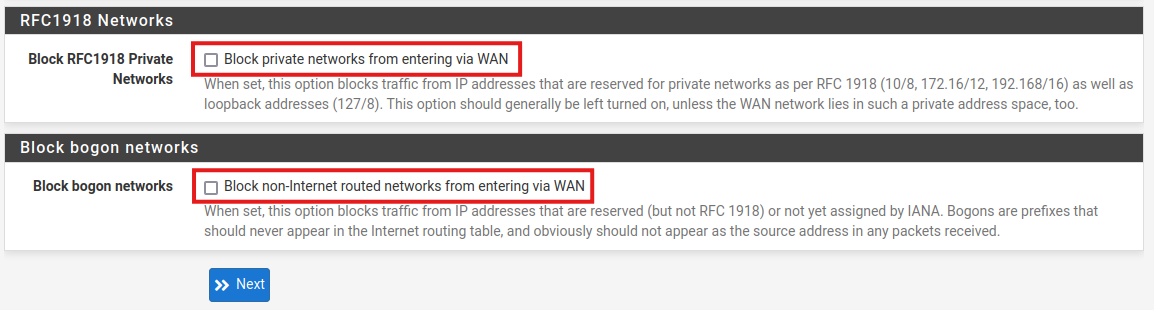 RFC1918 Networks
Block RFC1918 Private Networks
Block private networks from entering via WAN
When set, this option blocks traffic from IP addresses that are reserved for private networks as per RFC 1918 (10/8, 172.16/12, 192.168/16) as well as
loopback addresses (127/8). This option should generally be left turned on, unless the WAN network lies in such a private address space, too.
Block bogon networks
Block bogon networks
Block non-Internet routed networks from entering via WAN
When set, this option blocks traffic from IP addresses that are reserved (but not RFC 1918) or not yet assigned by IANA. Bogons are prefixes that
should never appear in the Internet routing table, and obviously should not appear as the source address in any packets received.
Next